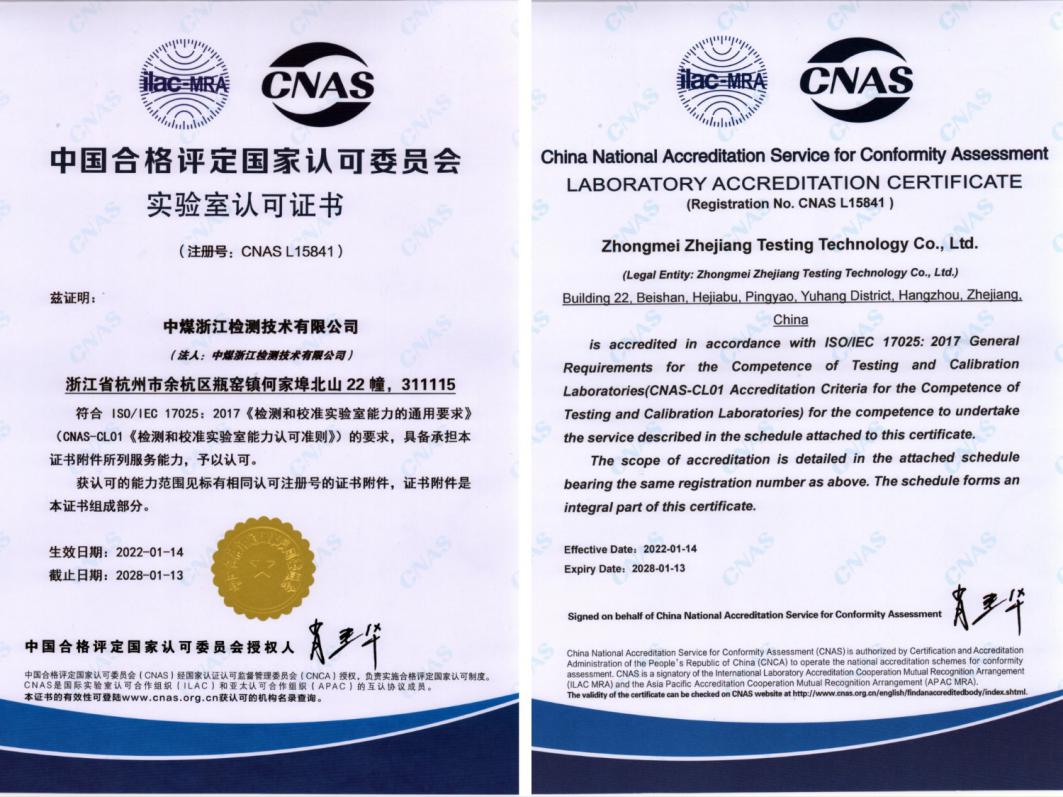 ilac-MRA
CNAS
中国合格评定国家认可委员会
实验室认可证书
（注册号：CNAS L15841）
兹证明：
中煤浙江检测技术有限公司
（法人：中煤浙江检测技术有限公司）
浙江省杭州市余杭区瓶窑镇何家埠北山 22 幢，311115
符合 ISO/IEC 17025：2017《检测和校准实验室能力的通用要求》
（CNAS-CL01《检测和校准实验室能力认可准则》）的要求，具备承担本
证书附件所列服务能力，予以认可。
获认可的能力范围见标有相同认可注册号的证书附件，证书附件是
本证书组成部分。
生效日期：2022-01-14
截止日期：2028-01-13
中国合格评定国家认可委员会授权人
中国合格评定国家认可委员会（CNAS）经国家认证认可监督管理委员会（CNCA）授权，负责实施合格评定国家认可制度。
CNAS是国际实验室认可合作组织（ILAC）和亚太认可合作组织（APAC）的互认协议成员。
本证书的有效性可登陆www.cnas.org.cn获认可的机构名录查询。
ilac-MRA
CNAS
China National Accreditation Service for Conformity Assessment
LABORATORY ACCREDITATION CERTIFICATE
(Registration No. CNAS L15841 )
Zhongmei Zhejiang Testing Technology Co., Ltd.
(Legal Entity: Zhongmei Zhejiang Testing Technology Co., Ltd.)
Building 22, Beishan, Hejiabu, Pingyao, Yuhang District, Hangzhou, Zhejiang,
China
is accredited in accordance with ISO/IEC 17025: 2017 General
Requirements for the Competence of Testing and Calibration
Laboratories(CNAS-CL01 Accreditation Criteria for the Competence of
Testing and Calibration Laboratories) for the competence to undertake
the service described in the schedule attached to this certificate.
The scope of accreditation is detailed in the attached schedule
bearing the same registration number as above. The schedule forms an
integral part of this certificate.
Effective Date: 2022-01-14
Expiry Date: 2028-01-13
Signed on behalf of China National Accreditation Service for Conformity Assessment
China National Accreditation Service for Conformity Assessment (CNAS) is authorized by Certification and Accreditation
Administration of the People's Republic of China (CNCA) to operate the national accreditation schemes for conformity
assessment. CNAS is a signatory of the International Laboratory Accreditation Cooperation Mutual Recognition Arrangement
(ILAC MRA) and the Asia Pacific Accreditation Cooperation Mutual Recognition Arrangement (APAC MRA).
The validity of the certificate can be checked on CNAS website at http://www.cnas.org.cn/english/findanaccreditedbody/index.shtml.